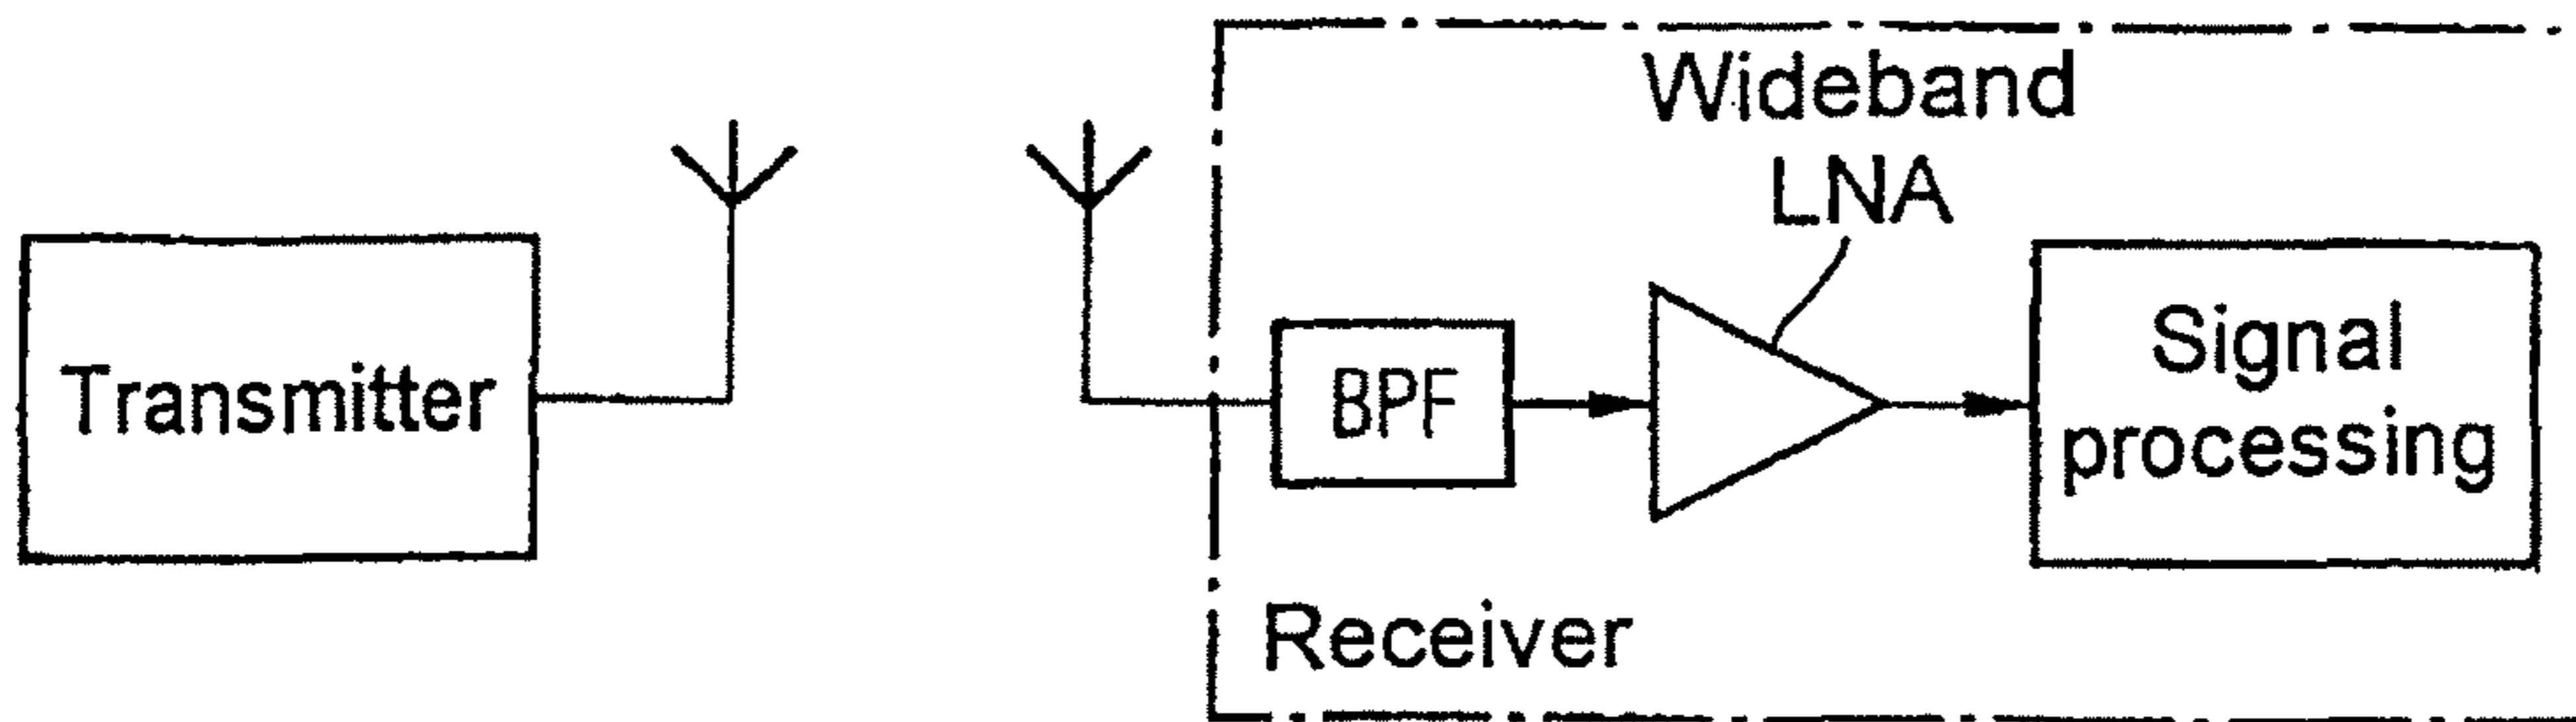 Wideband
LNA
Transmitter
BPF
Signal
processing
Receiver